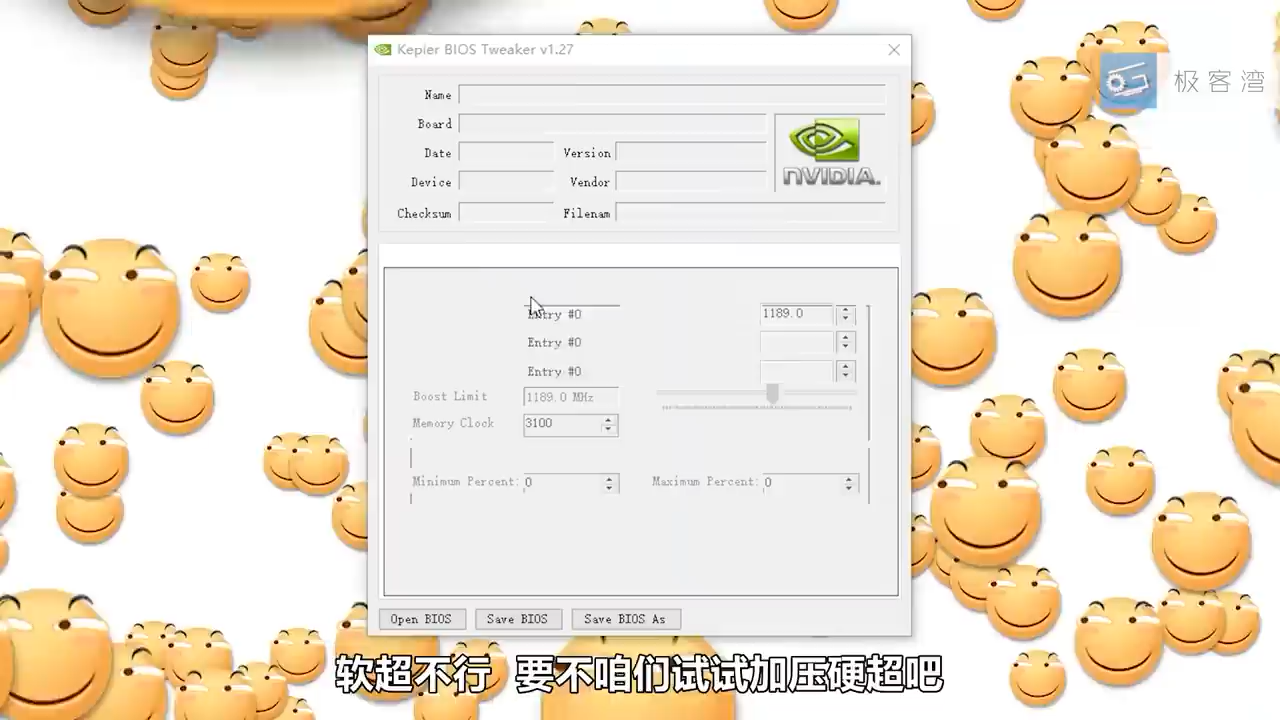 Kepler BIOS Tweaker v1.27
极客湾
Name
Board
Date Version
Device Vendor
Checksum Filenam
NVIDIA.
Entry #0 1189.0
Entry #0
Entry #0
Boost Limit 1189.0 MHz
Memory Clock 3100
Minimum Percent: 0 Maximum Percent: 0
Open BIOS Save BIOS Save BIOS As
软超不行 要不咱们试试加压硬超吧